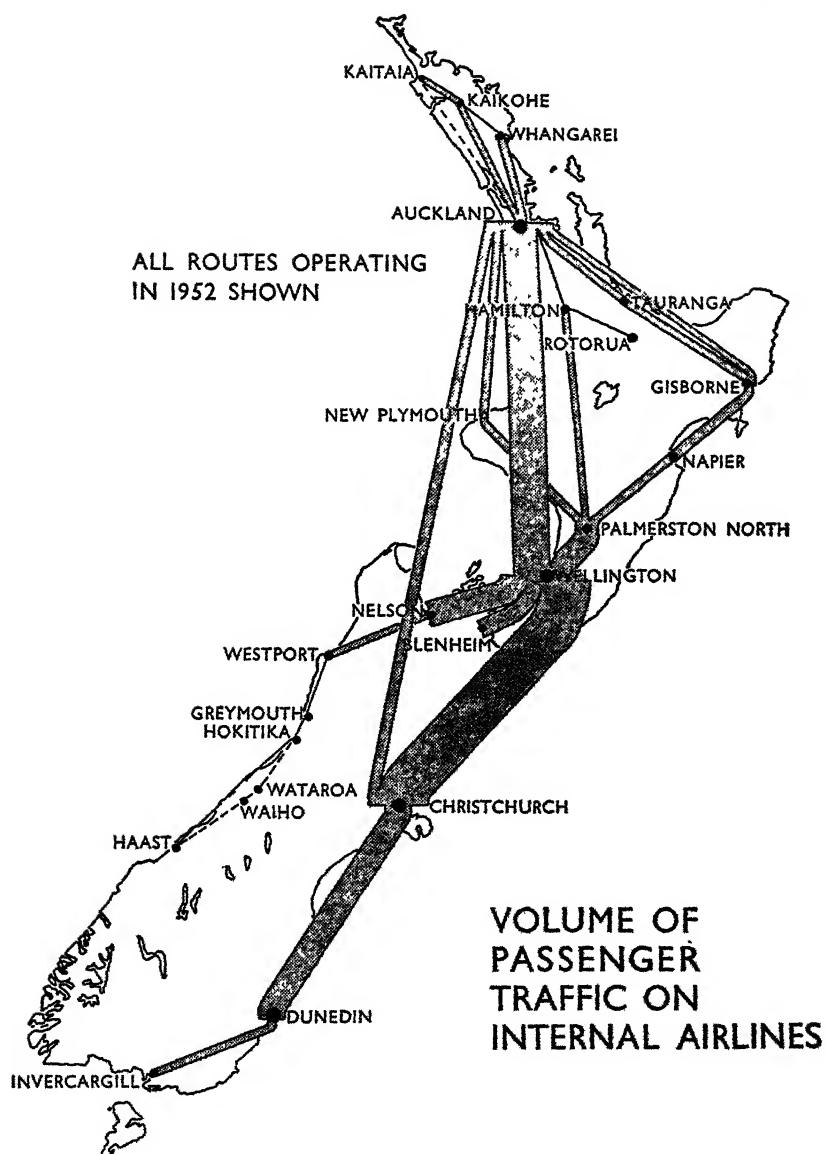 KAITAIA
KAIKOHE
WHANGAREI
AUCKLAND
ALL ROUTES OPERATING
IN 1952 SHOWN
TAURANGA
HAMILTON
ROTORUA
GISBORNE
NEW PLYMOUTH
NAPIER
PALMERSTON NORTH
WELLINGTON
NELSON
BLENHEIM
WESTPORT
GREYMOUTH
HOKITIKA
WATAROA
WAIHO
CHRISTCHURCH
HAAST
VOLUME OF
PASSENGER
TRAFFIC ON
INTERNAL AIRLINES
DUNEDIN
INVERCARGILL